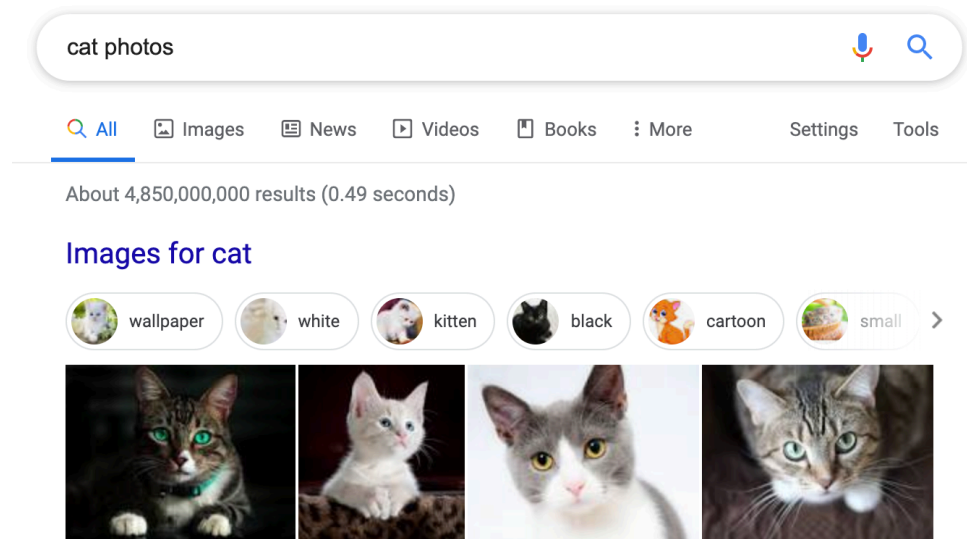 cat photos
All Images News Videos Books More Settings Tools
About 4,850,000,000 results (0.49 seconds)
Images for cat
wallpaper white kitten black cartoon small